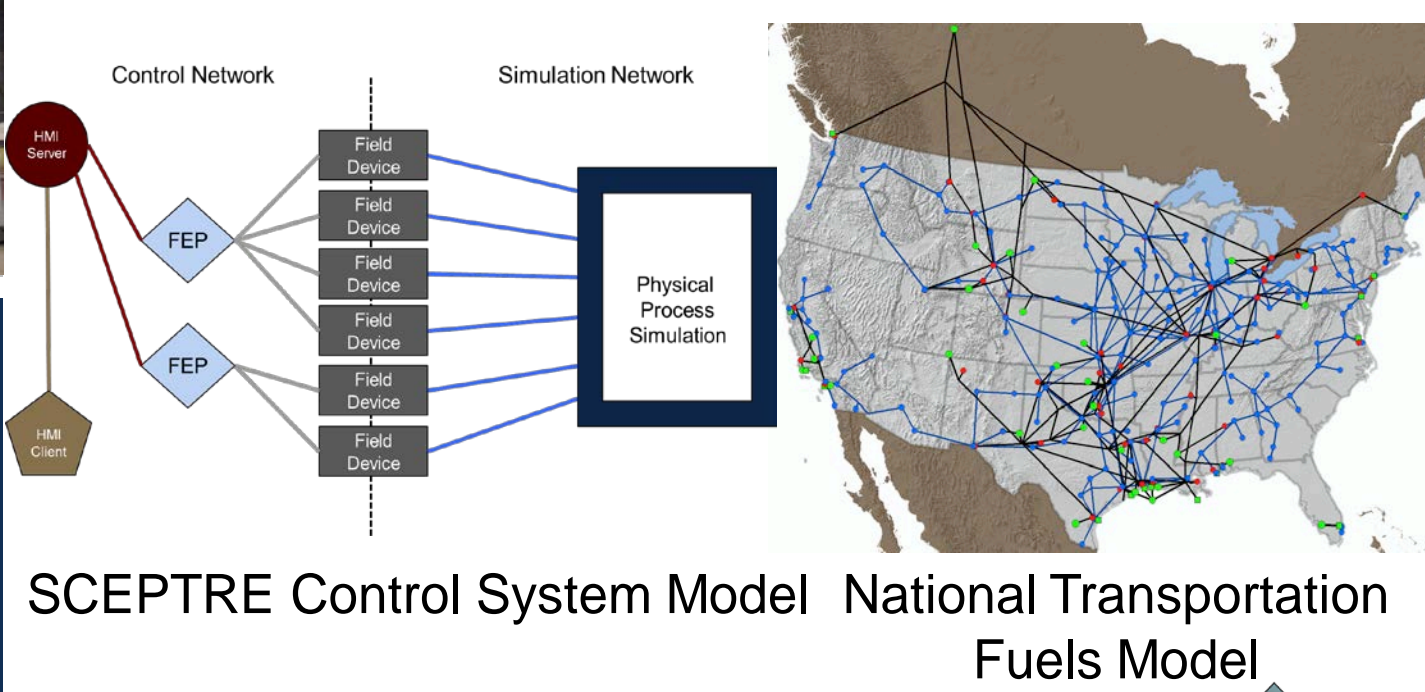 Control Network
Simulation Network
HMI
Server
FEP
FEP
HMI
Client
Field
Device
Field
Device
Field
Device
Field
Device
Field
Device
Field
Device
Physical
Process
Simulation
SCEPTRE Control System Model
National Transportation
Fuels Model